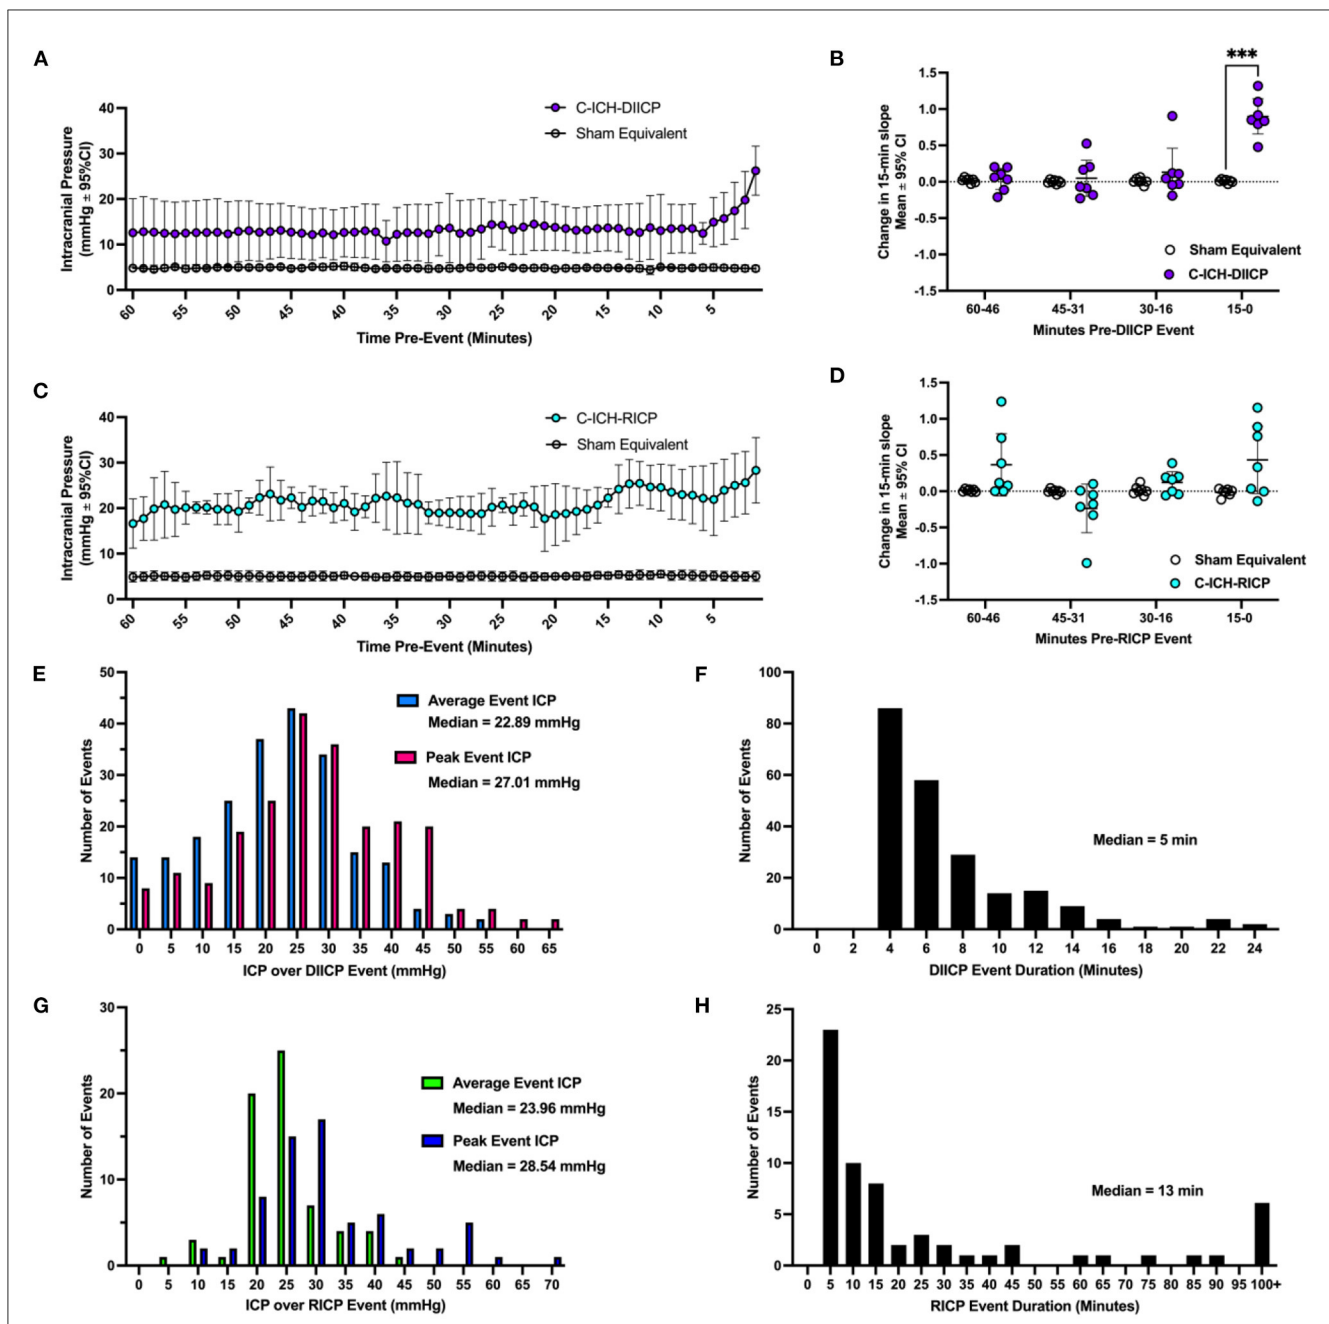 A
C-ICH-DIICP
Sham Equivalent
Intracranial Pressure
(mmHg ± 95%CI)
40
30
20
10
0
60
55
50
45
40
35
30
25
20
15
10
5
Time Pre-Event (Minutes)
B
***
Change in 15-min slope
Mean ± 95% CI
1.5
1.0
0.5
0.0
-0.5
-1.0
-1.5
Sham Equivalent
C-ICH-DIICP
60-46
45-31
30-16
15-0
Minutes Pre-DIICP Event
C
C-ICH-RICP
Sham Equivalent
Intracranial Pressure
(mmHg ± 95%CI)
40
30
20
10
0
60
55
50
45
40
35
30
25
20
15
10
5
Time Pre-Event (Minutes)
D
Change in 15-min slope
Mean ± 95% CI
1.5
1.0
0.5
0.0
-0.5
-1.0
-1.5
Sham Equivalent
C-ICH-RICP
60-46
45-31
30-16
15-0
Minutes Pre-RICP Event
E
Number of Events
50
40
30
20
10
0
Average Event ICP
Median = 22.89 mmHg
Peak Event ICP
Median = 27.01 mmHg
0 5 10 15 20 25 30 35 40 45 50 55 60 65
ICP over DIICP Event (mmHg)
F
Number of Events
100
80
60
40
20
0
Median = 5 min
0 2 4 6 8 10 12 14 16 18 20 22 24
DIICP Event Duration (Minutes)
G
Number of Events
30
20
10
0
Average Event ICP
Median = 23.96 mmHg
Peak Event ICP
Median = 28.54 mmHg
0 5 10 15 20 25 30 35 40 45 50 55 60 65 70
ICP over RICP Event (mmHg)
H
Number of Events
25
20
15
10
5
0
Median = 13 min
0 5 10 15 20 25 30 35 40 45 50 55 60 65 70 75 80 85 90 95 100+
RICP Event Duration (Minutes)